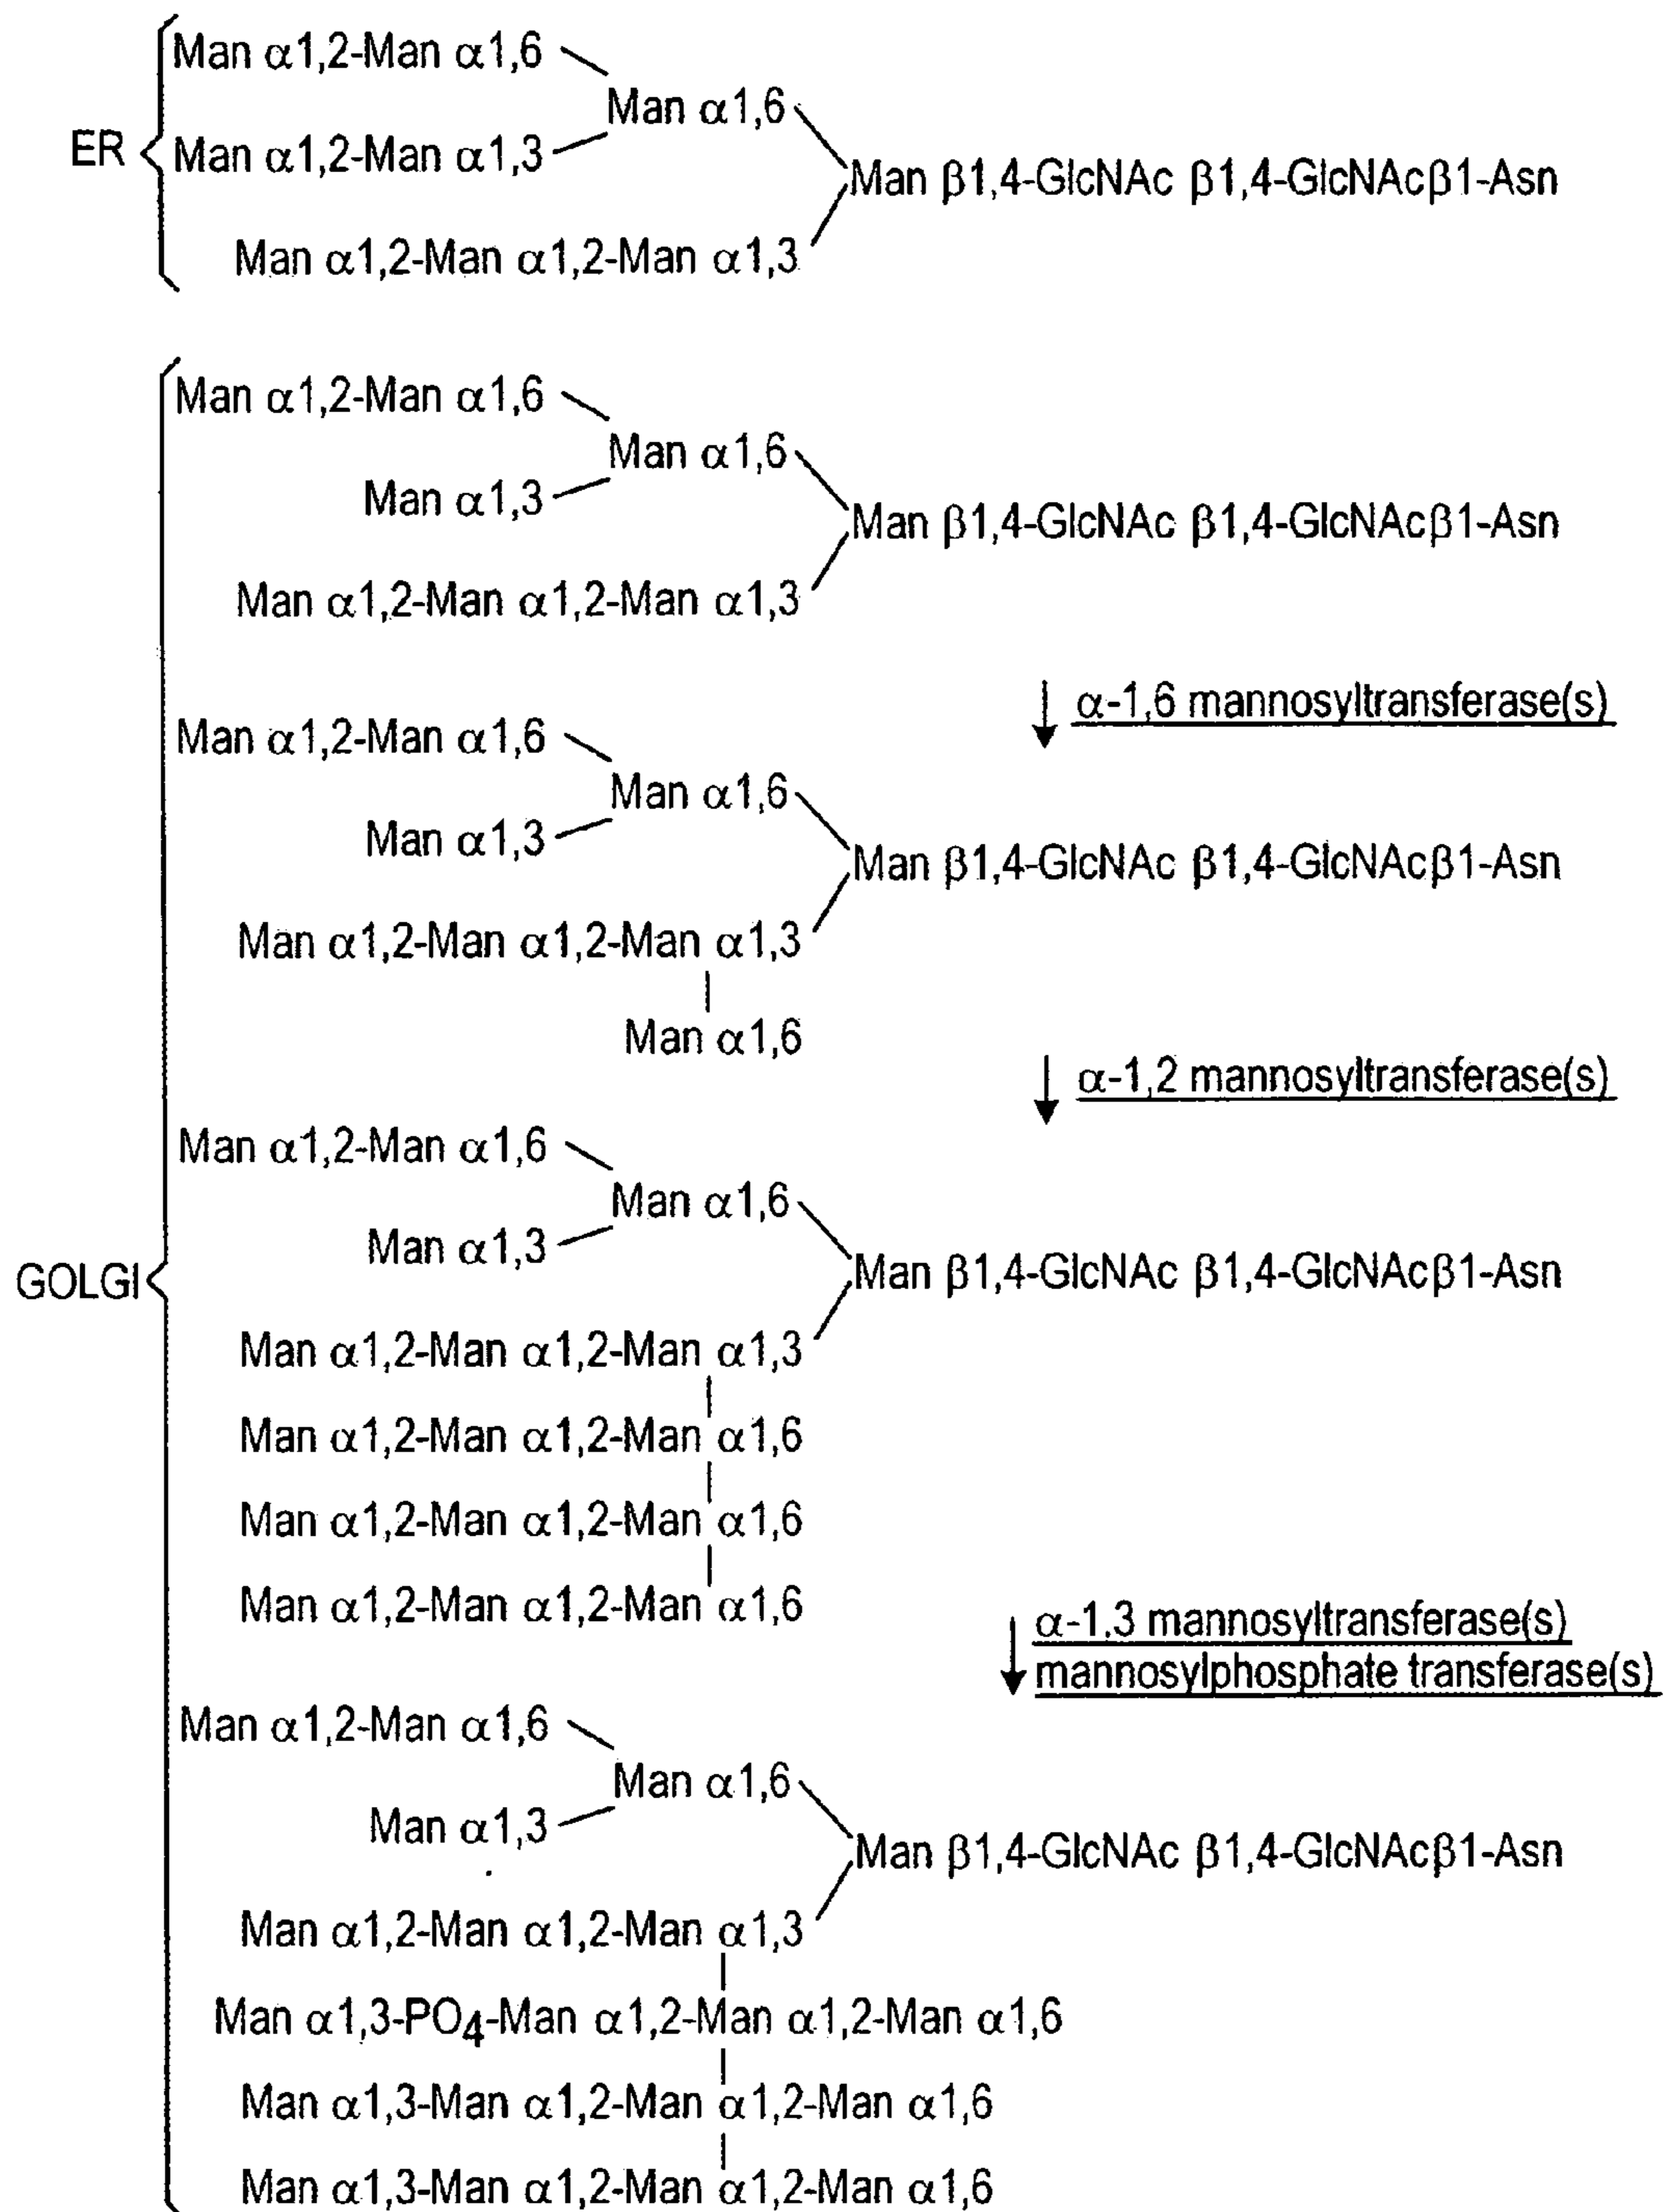 Man α1,2-Man α1,6
Man α1,6
ER
Man α1,2-Man α1,3
Man β1,4-GlcNAc β1,4-GlcNAcβ1-Asn
Man α1,2-Man α1,2-Man α1,3
Man α1,2-Man α1,6
Man α1,6
Man α1,3
Man β1,4-GlcNAc β1,4-GlcNAcβ1-Asn
Man α1,2-Man α1,2-Man α1,3
α-1,6 mannosyltransferase(s)
Man α1,2-Man α1,6
Man α1,6
Man α1,3
Man β1,4-GlcNAc β1,4-GlcNAcβ1-Asn
Man α1,2-Man α1,2-Man α1,3
Man α1,6
α-1,2 mannosyltransferase(s)
Man α1,2-Man α1,6
Man α1,6
Man α1,3
GOLGI
Man β1,4-GlcNAc β1,4-GlcNAcβ1-Asn
Man α1,2-Man α1,2-Man α1,3
Man α1,2-Man α1,2-Man α1,6
Man α1,2-Man α1,2-Man α1,6
Man α1,2-Man α1,2-Man α1,6
α-1,3 mannosyltransferase(s)
mannosylphosphate transferase(s)
Man α1,2-Man α1,6
Man α1,6
Man α1,3
Man β1,4-GlcNAc β1,4-GlcNAcβ1-Asn
Man α1,2-Man α1,2-Man α1,3
Man α1,3-PO4-Man α1,2-Man α1,2-Man α1,6
Man α1,3-Man α1,2-Man α1,2-Man α1,6
Man α1,3-Man α1,2-Man α1,2-Man α1,6